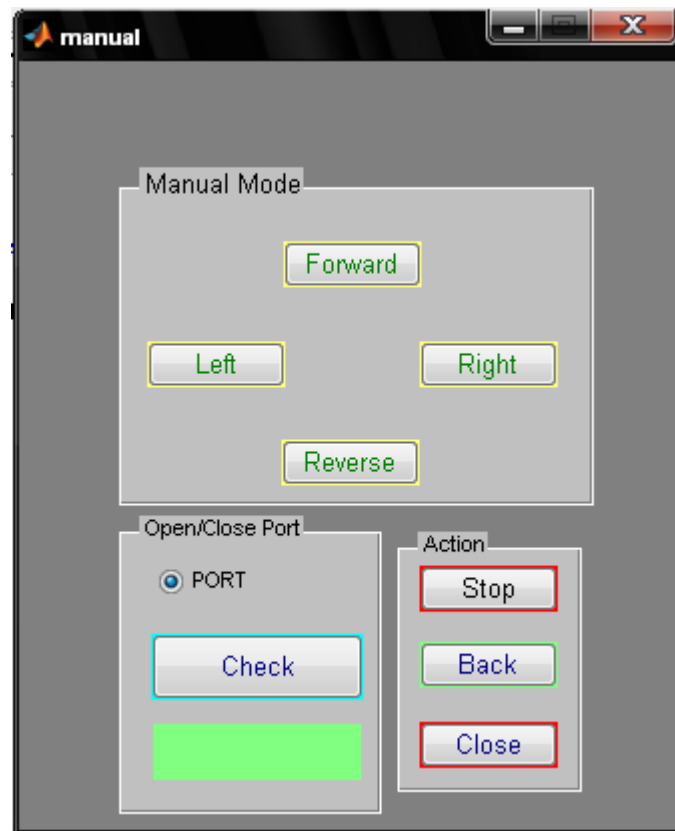 manual
Manual Mode
Forward
Left
Right
Reverse
Open/Close Port
PORT
Check
Action
Stop
Back
Close